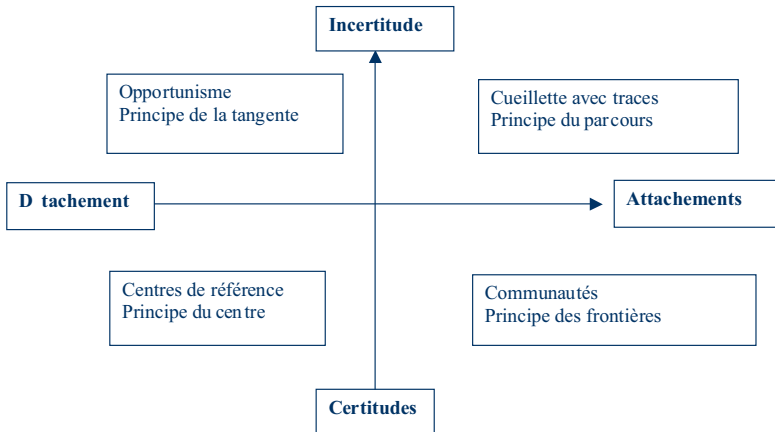 Incertitude
Opportunisme
Principe de la tangente
Cueillette avec traces
Principe du parcours
D tachement
Attachements
Centres de référence
Principe du centre
Communautés
Principe des frontières
Certitudes